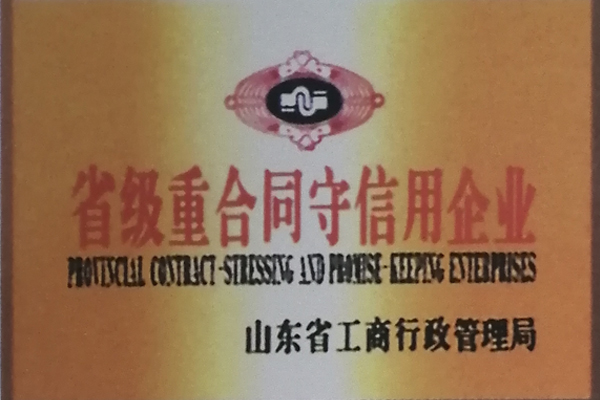 省级重合同守信用企业
PROVINCIAL CONTRACT-STRESSING AND PROMISE-KEEPING ENTERPRISES
山东省工商行政管理局